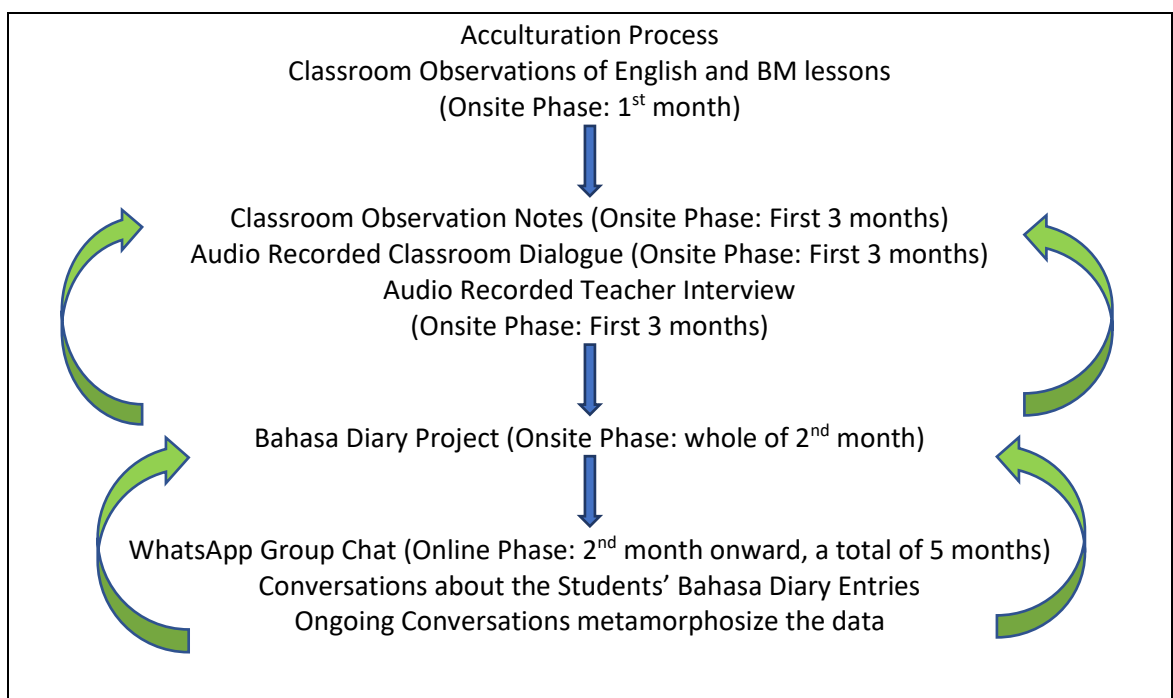 Acculturation Process
Classroom Observations of English and BM lessons
(Onsite Phase: 1st month)
Classroom Observation Notes (Onsite Phase: First 3 months)
Audio Recorded Classroom Dialogue (Onsite Phase: First 3 months)
Audio Recorded Teacher Interview
(Onsite Phase: First 3 months)
Bahasa Diary Project (Onsite Phase: whole of 2nd month)
WhatsApp Group Chat (Online Phase: 2nd month onward, a total of 5 months)
Conversations about the Students’ Bahasa Diary Entries
Ongoing Conversations metamorphosize the data